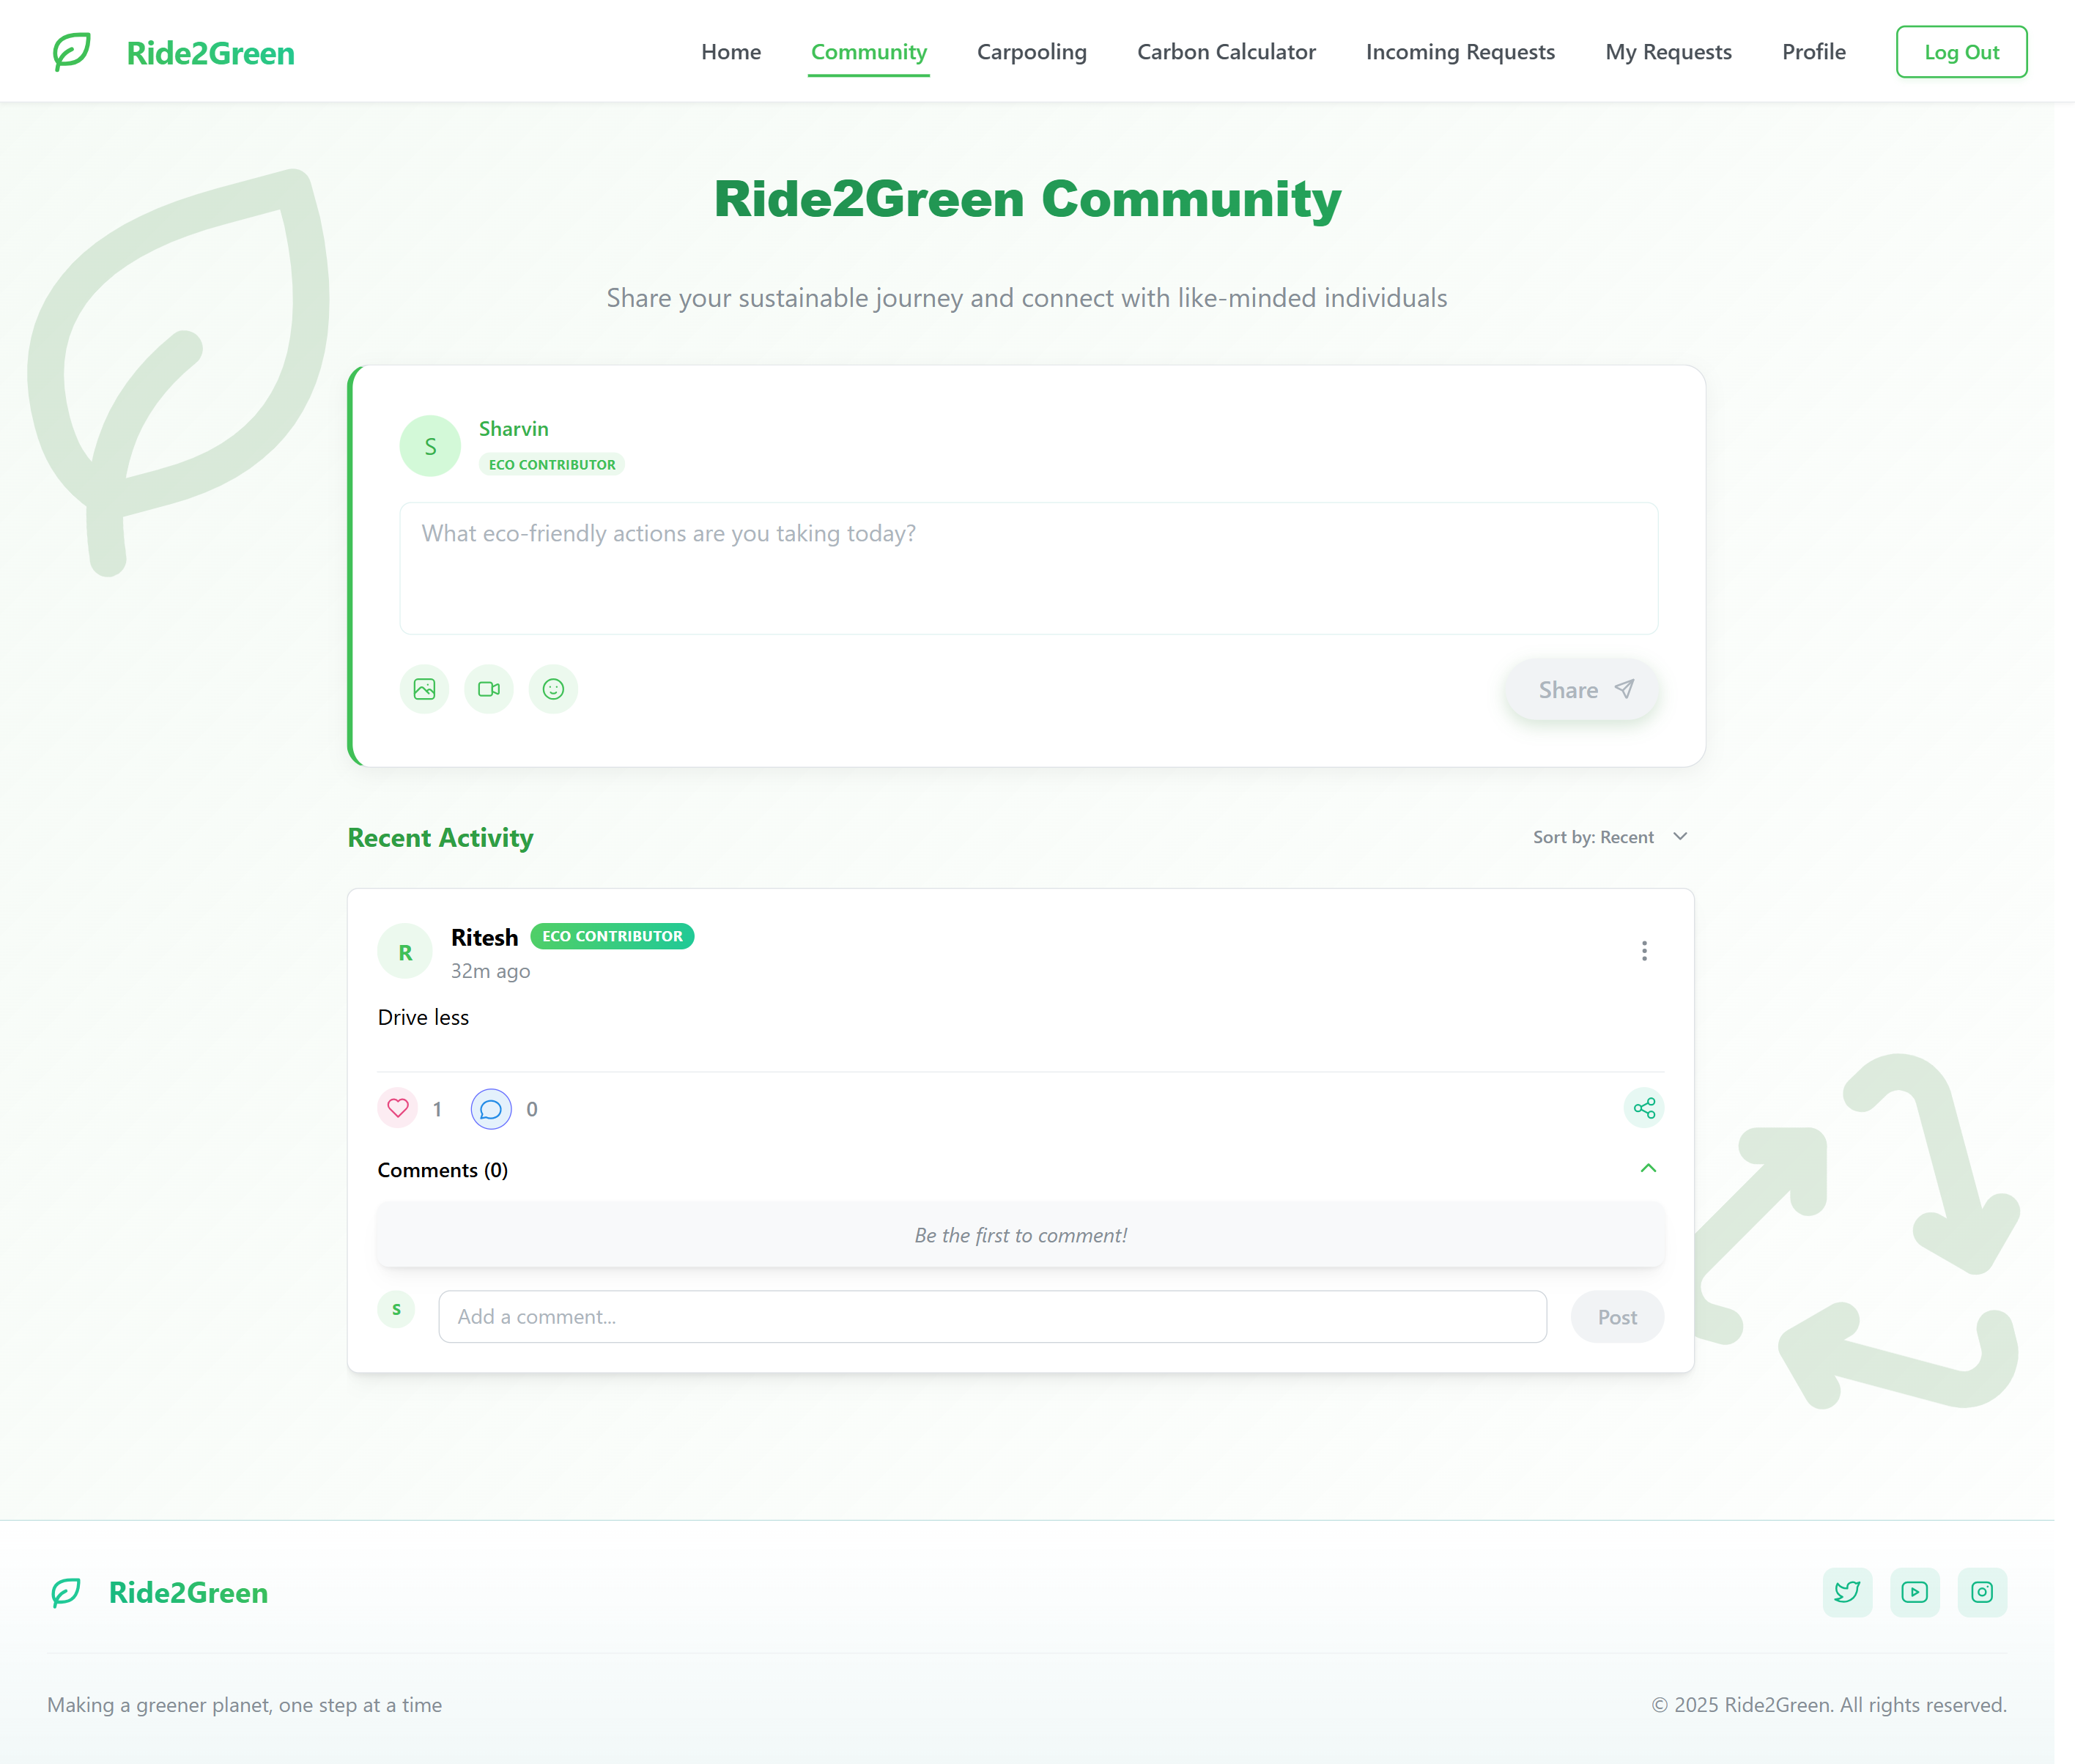 Ride2Green
Home Community Carpooling Carbon Calculator Incoming Requests My Requests Profile Log Out
Ride2Green Community
Share your sustainable journey and connect with like-minded individuals
S
Sharvin
ECO CONTRIBUTOR
What eco-friendly actions are you taking today?
Share
Recent Activity
Sort by: Recent
R
Ritesh ECO CONTRIBUTOR
32m ago
Drive less
1 0
Comments (0)
Be the first to comment!
S
Add a comment...
Post
Ride2Green
Making a greener planet, one step at a time
© 2025 Ride2Green. All rights reserved.